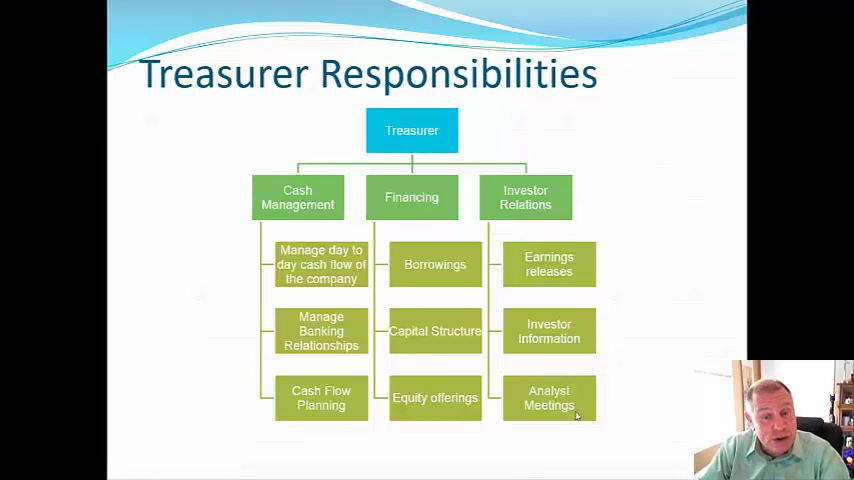 Treasurer Responsibilities
Treasurer
Cash
Management
Financing
Investor
Relations
Manage day to
day cash flow of
the company
Borrowings
Earnings
releases
Manage
Banking
Relationships
Capital Structure
Investor
Information
Cash Flow
Planning
Equity offerings
Analyst
Meetings